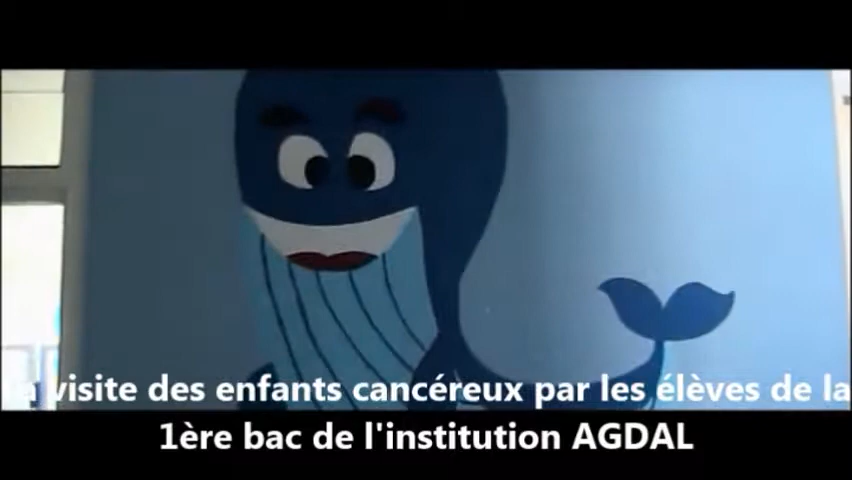 visite des enfants cancéreux par les élèves de la
1ère bac de l'institution AGDAL